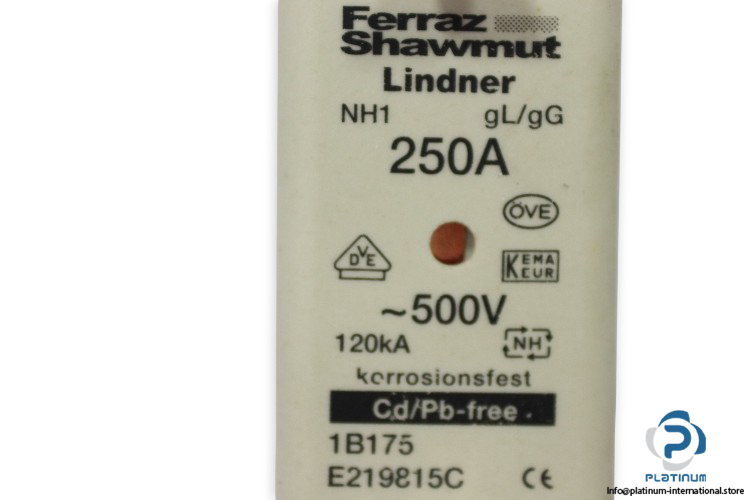 Ferraz
Shawmut
Lindner
NH1 gL/gG
250A
ÖVE
DVE
KEMA
KEUR
~500V
120kA
NH
korrosionsfest
Cd/Pb-free
1B175
E219815C CE
PLATINUM
Info@platinum-international.store